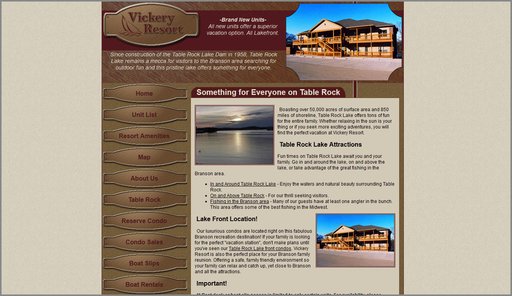 Vickery
Resort
-Brand New Units-
All new units offer a superior
vacation option. All Lakefront.
Since construction of the Table Rock Lake Dam in 1958, Table Rock
Lake remains a mecca for visitors to the Branson area searching for
outdoor fun and this pristine lake offers something for everyone.
Home
Unit List
Resort Amenities
Map
About Us
Table Rock
Reserve Condo
Condo Sales
Boat Slips
Boat Rentals
Something for Everyone on Table Rock
Boasting over 50,000 acres of surface area and 850
miles of shoreline, Table Rock Lake offers tons of fun
for the entire family. Whether relaxing in the sun is your
thing or if you seek more exciting adventures, you will
find the perfect vacation at Vickery Resort.
Table Rock Lake Attractions
Fun times on Table Rock Lake await you and your
family. Go in and around the lake, on and above the
lake, or take advantage of the great fishing in the
Branson area.
In and Around Table Rock Lake - Enjoy the waters and natural beauty surrounding Table
Rock.
On and Above Table Rock - For our thrill seeking visitors.
Fishing in the Branson area - Many of our guests have at least one angler in the bunch.
This area offers some of the best fishing in the Midwest.
Lake Front Location!
Our luxurious condos are located right on this fabulous
Branson recreation destination! If your family is looking
for the perfect "vacation station", don't make plans until
you've seen our Table Rock Lake front condos. Vickery
Resort is also the perfect place for your Branson family
reunion. Offering a safe, family friendly environment so
your family can relax and catch up, yet close to Branson
and all the attractions.
Important!